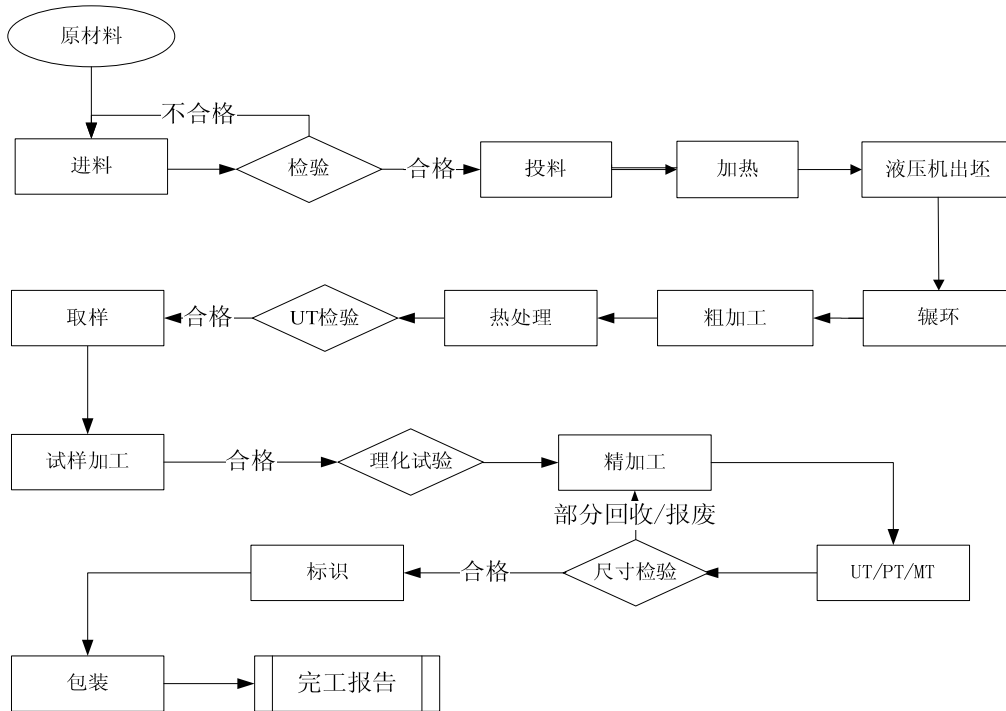 原材料
不合格
进料
检验
合格
投料
加热
液压机出坯
取样
合格
UT检验
热处理
粗加工
辗环
试样加工
合格
理化试验
精加工
部分回收/报废
标识
合格
尺寸检验
UT/PT/MT
包装
完工报告